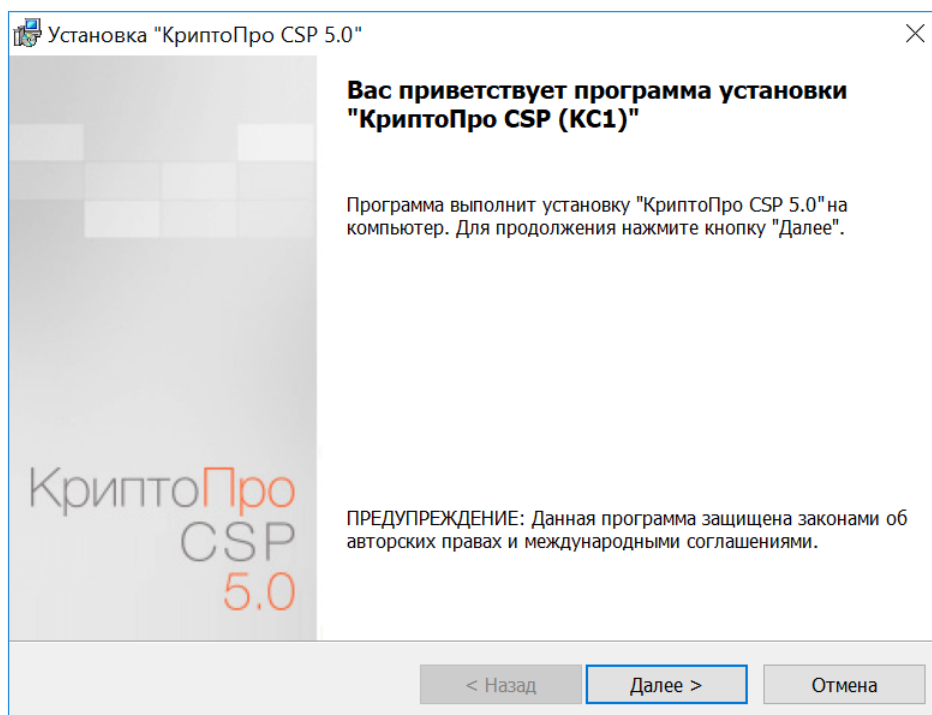 Установка "КриптоПро CSP 5.0"
Вас приветствует программа установки
"КриптоПро CSP (КС1)"
Программа выполнит установку "КриптоПро CSP 5.0"на
компьютер. Для продолжения нажмите кнопку "Далее".
КриптоПро
CSP
5.0
ПРЕДУПРЕЖДЕНИЕ: Данная программа защищена законами об
авторских правах и международными соглашениями.
< Назад
Далее >
Отмена